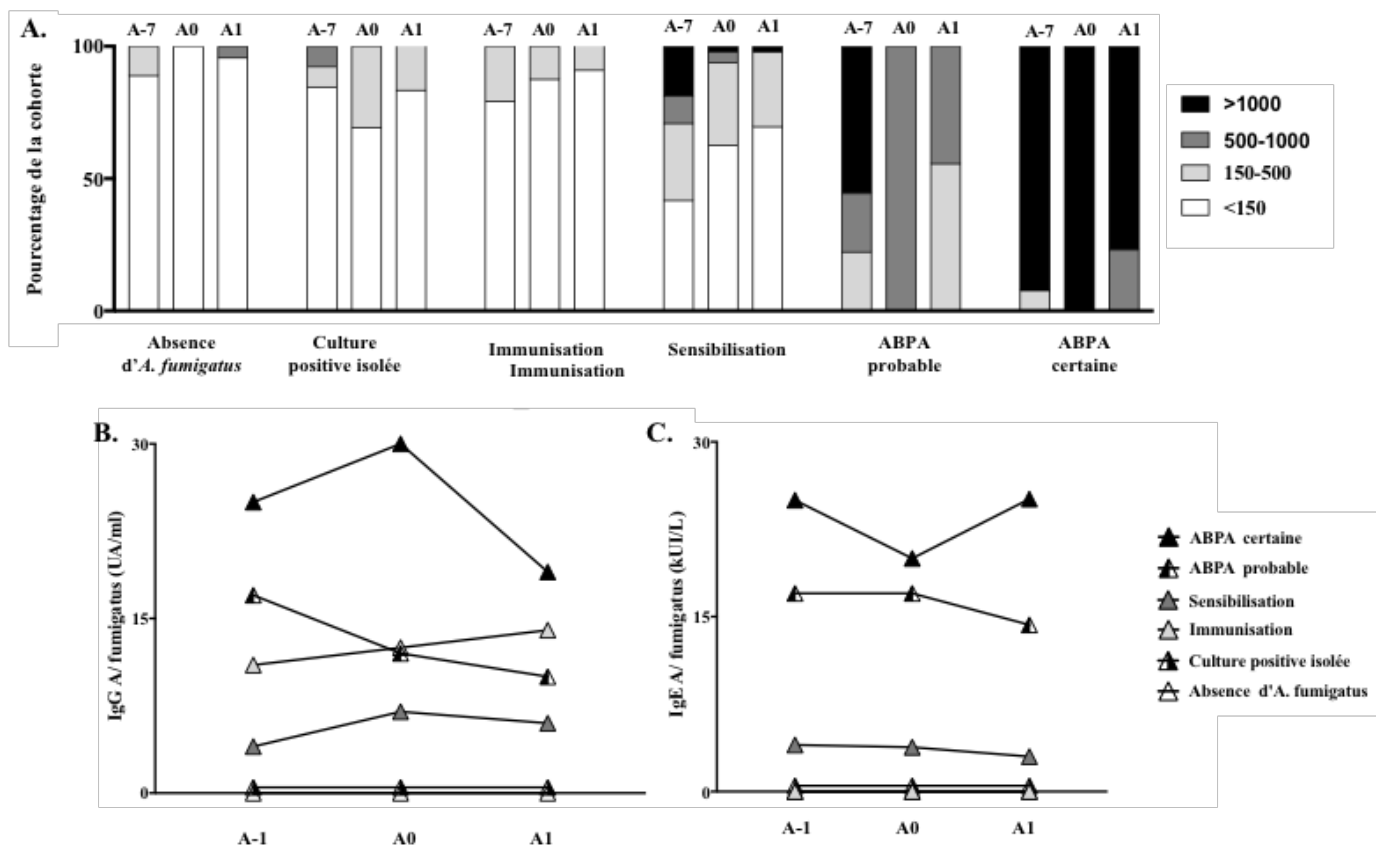 A.
A-7 A0 A1 A-7 A0 A1 A-7 A0 A1 A-7 A0 A1 A-7 A0 A1 A-7 A0 A1
Pourcentage de la cohorte
100
50
0
>1000
500-1000
150-500
<150
Absence
d'A. fumigatus
Culture
positive isolée
Immunisation
Immunisation
Sensibilisation
ABPA
probable
ABPA
certaine
B.
IgG A/ fumigatus (UA/ml)
30
15
0
A-1 A0 A1
C.
IgE A/ fumigatus (kUI/L)
30
15
0
A-1 A0 A1
ABPA certaine
ABPA probable
Sensibilisation
Immunisation
Culture positive isolée
Absence d'A. fumigatus